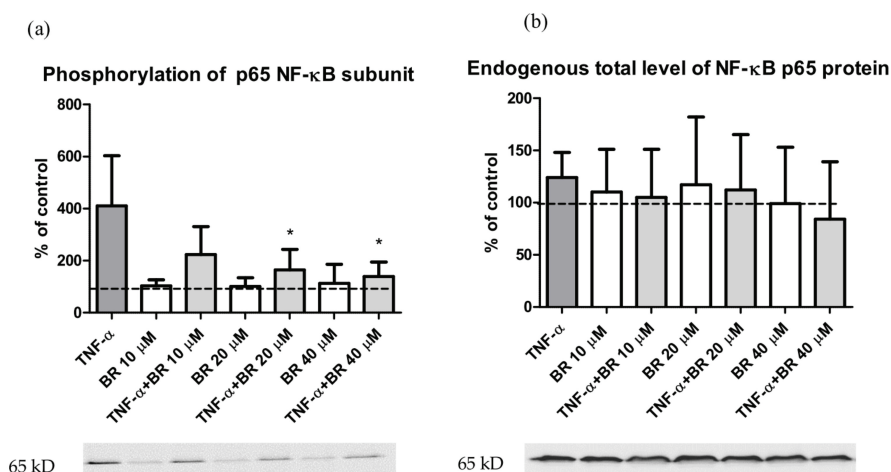 (a)
Phosphorylation of p65 NF-κB subunit
% of control
800
600
400
200
0
*
*
TNF-α
BR 10 μM
TNF-α+BR 10 μM
BR 20 μM
TNF-α+BR 20 μM
BR 40 μM
TNF-α+BR 40 μM
65 kD
(b)
Endogenous total level of NF-κB p65 protein
% of control
200
150
100
50
0
TNF-α
BR 10 μM
TNF-α+BR 10 μM
BR 20 μM
TNF-α+BR 20 μM
BR 40 μM
TNF-α+BR 40 μM
65 kD